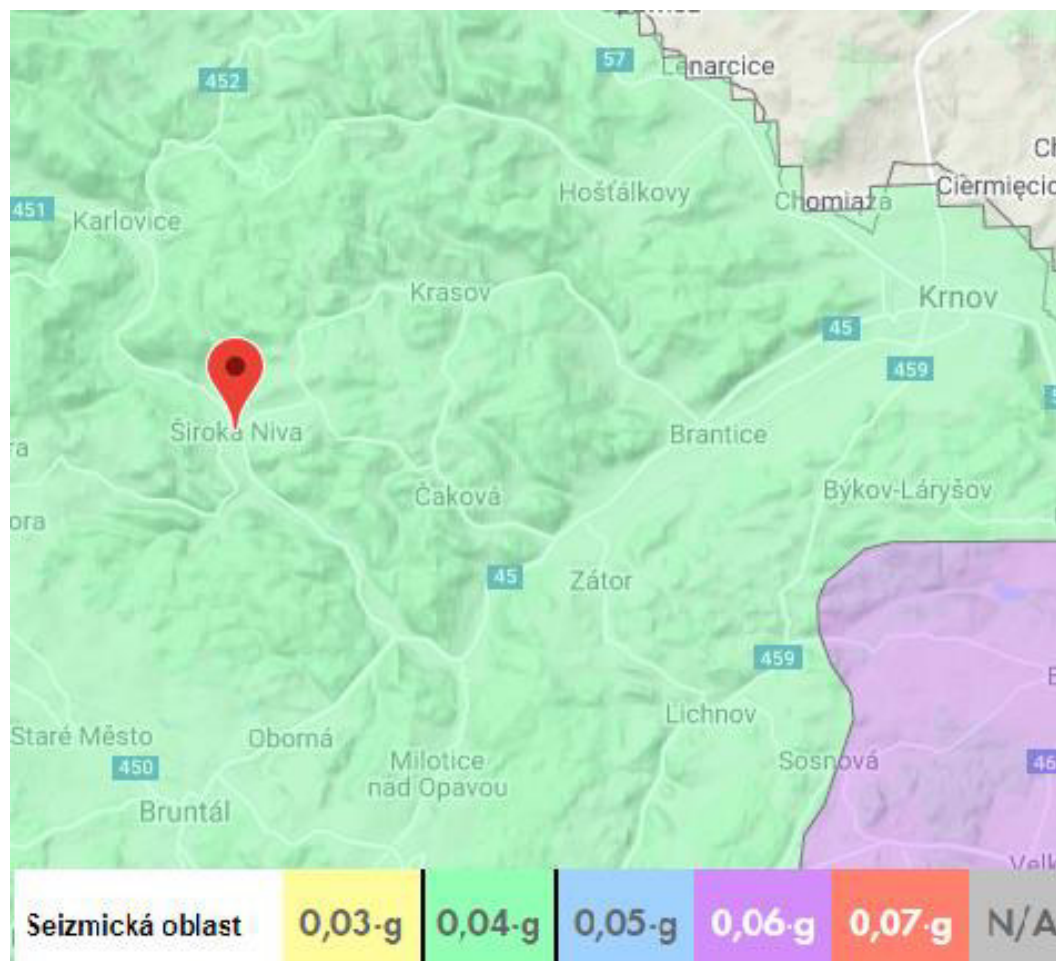 452
57
Lenarcice
Hošťálkovy
Chomiąża
Ciermięcic
451
Karlovice
Krasov
Krnov
45
459
Široká Niva
Brantice
Čaková
Býkov-Láryšov
45
Zátor
459
Lichnov
Staré Město
Oborná
Milotice
nad Opavou
Sosnová
450
Bruntál
Seizmická oblast 0,03·g 0,04·g 0,05·g 0,06·g 0,07·g N/A